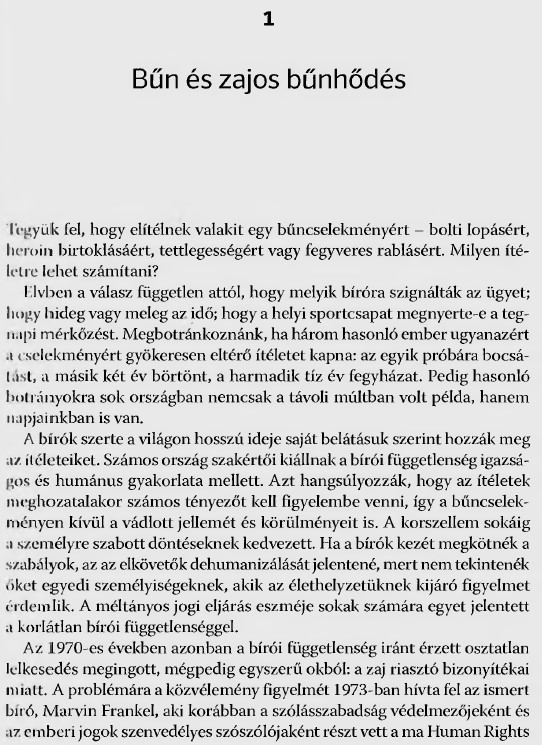 1
Bűn és zajos bűnhődés
Tegyük fel, hogy elítélnek valakit egy bűncselekményért – bolti lopásért,
heroin birtoklásáért, tettlegességért vagy fegyveres rablásért. Milyen íté-
letre lehet számítani?
Elvben a válasz független attól, hogy melyik bíróra szignálták az ügyet;
hogy hideg vagy meleg az idő; hogy a helyi sportcsapat megnyerte-e a teg-
napi mérkőzést. Megbotránkoznánk, ha három hasonló ember ugyanazért
a cselekményért gyökeresen eltérő ítéletet kapna: az egyik próbára bocsá-
tást, a másik két év börtönt, a harmadik tíz év fegyházat. Pedig hasonló
botrányokra sok országban nemcsak a távoli múltban volt példa, hanem
napjainkban is van.
A bírók szerte a világon hosszú ideje saját belátásuk szerint hozzák meg
az ítéleteiket. Számos ország szakértői kiállnak a bírói függetlenség igazsá-
gos és humánus gyakorlata mellett. Azt hangsúlyozzák, hogy az ítéletek
meghozatalakor számos tényezőt kell figyelembe venni, így a bűncselek-
ményen kívül a vádlott jellemét és körülményeit is. A korszellem sokáig
a személyre szabott döntéseknek kedvezett. Ha a bírók kezét megkötnék a
szabályok, az az elkövetők dehumanizálását jelentené, mert nem tekintenék
őket egyedi személyiségeknek, akik az élethelyzetüknek kijáró figyelmet
érdemlik. A méltányos jogi eljárás eszméje sokak számára egyet jelentett
a korlátlan bírói függetlenséggel.
Az 1970-es években azonban a bírói függetlenség iránt érzett osztatlan
lelkesedés megingott, mégpedig egyszerű okból: a zaj riasztó bizonyítékai
miatt. A problémára a közvélemény figyelmét 1973-ban hívta fel az ismert
bíró, Marvin Frankel, aki korábban a szólásszabadság védelmezőjeként és
az emberi jogok szenvedélyes szószólójaként részt vett a ma Human Rights